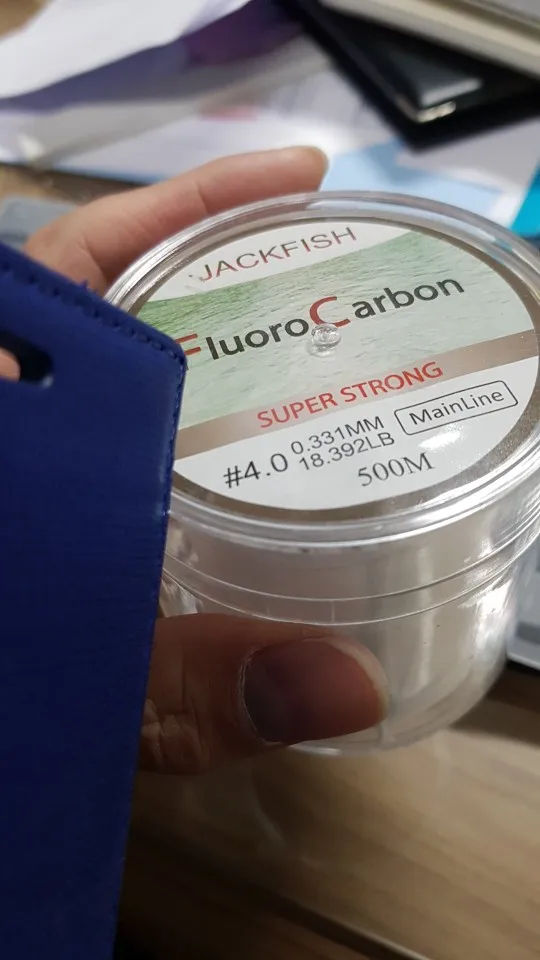 JACKFISH
FluoroCarbon
SUPER STRONG
#4.0 0.331MM
18.392LB
MainLine
500M